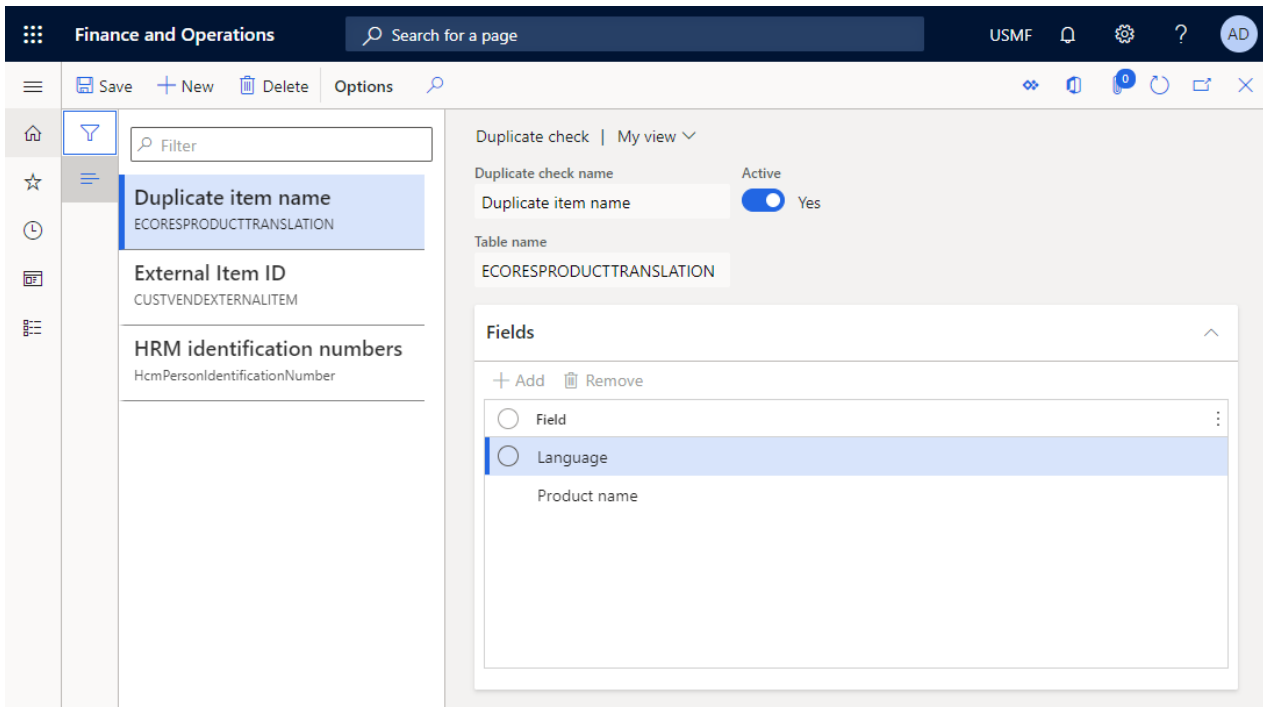 Finance and Operations
Search for a page
USMF
?
AD
Save
New
Delete
Options
0
Filter
Duplicate item name
ECORESPRODUCTTRANSLATION
External Item ID
CUSTVENDEXTERNALITEM
HRM identification numbers
HcmPersonIdentificationNumber
Duplicate check | My view
Duplicate check name
Active
Duplicate item name
Yes
Table name
ECORESPRODUCTTRANSLATION
Fields
Add
Remove
Field
Language
Product name